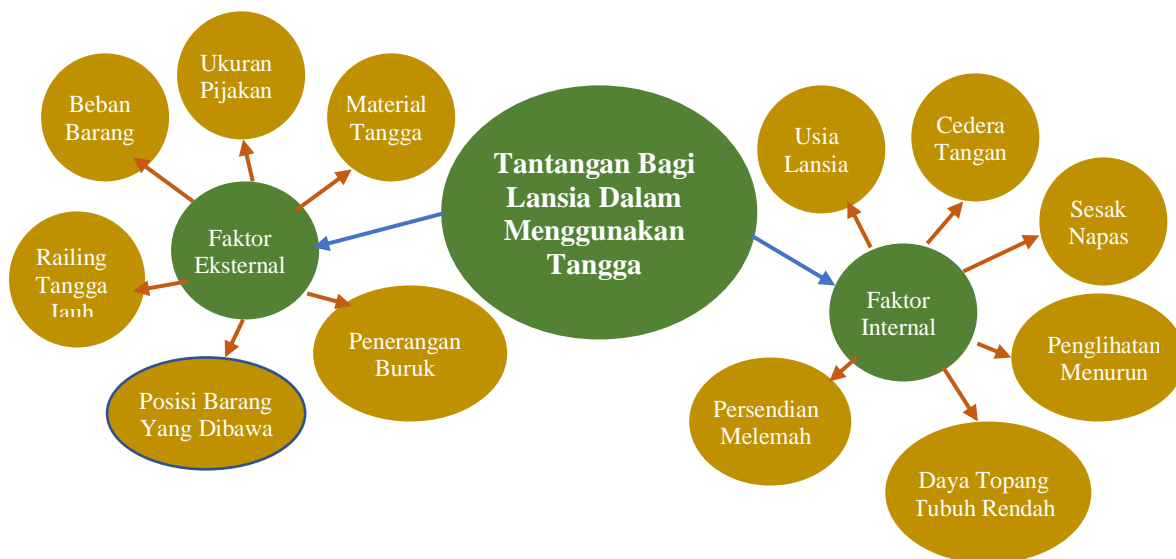 Tantangan Bagi
Lansia Dalam
Menggunakan
Tangga
Faktor
Eksternal
Ukuran
Pijakan
Beban
Barang
Material
Tangga
Railing
Tangga
Jauh
Posisi Barang
Yang Dibawa
Penerangan
Buruk
Faktor
Internal
Usia
Lansia
Cedera
Tangan
Sesak
Napas
Penglihatan
Menurun
Daya Topang
Tubuh Rendah
Persendian
Melemah